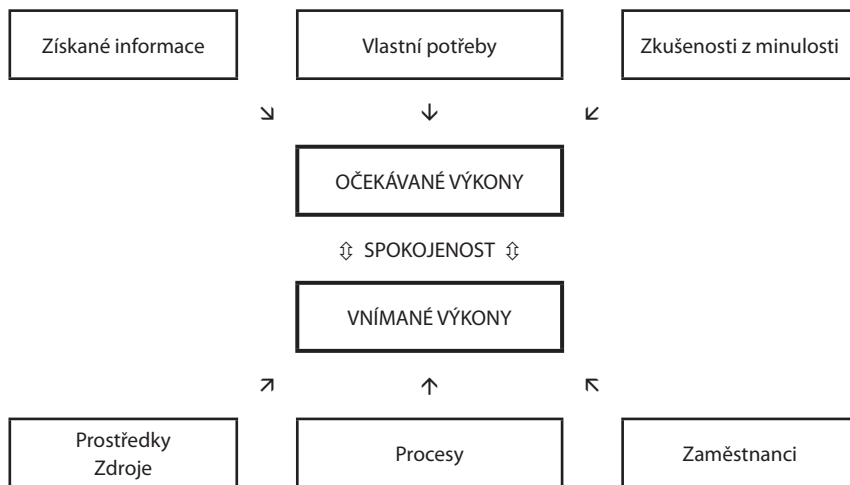 Získané informace
Vlastní potřeby
Zkušenosti z minulosti
OČEKÁVANÉ VÝKONY
SPOKOJENOST
VNÍMANÉ VÝKONY
Prostředky
Zdroje
Procesy
Zaměstnanci